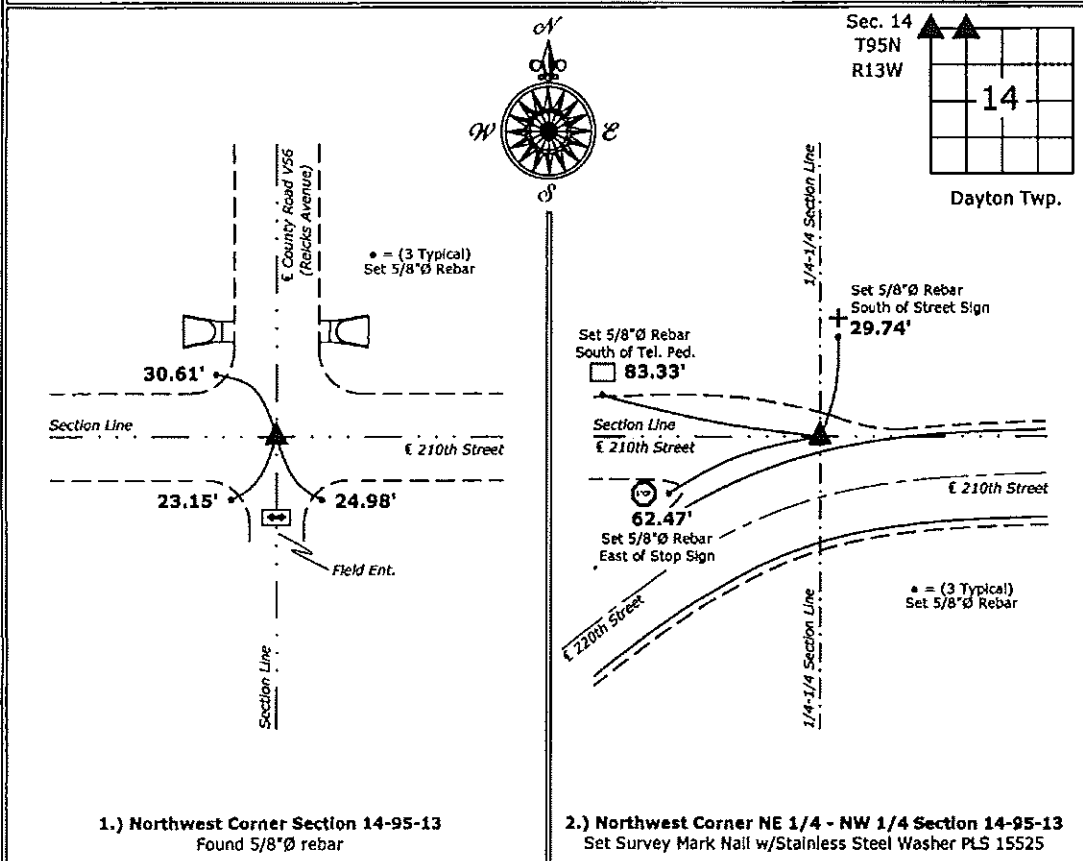 Sec. 14
T95N
R13W
14
Dayton Twp.
N
W
E
S
℄ County Road V56
(Reicks Avenue)
• = (3 Typical)
Set 5/8"Ø Rebar
30.61'
Section Line
℄ 210th Street
23.15'
24.98'
Field Ent.
Section Line
1.) Northwest Corner Section 14-95-13
Found 5/8"Ø rebar
1/4-1/4 Section Line
Set 5/8"Ø Rebar
South of Street Sign
29.74'
Set 5/8"Ø Rebar
South of Tel. Ped.
83.33'
Section Line
℄ 210th Street
℄ 210th Street
62.47'
Set 5/8"Ø Rebar
East of Stop Sign
• = (3 Typical)
Set 5/8"Ø Rebar
℄ 220th Street
1/4-1/4 Section Line
2.) Northwest Corner NE 1/4 - NW 1/4 Section 14-95-13
Set Survey Mark Nail w/Stainless Steel Washer PLS 15525